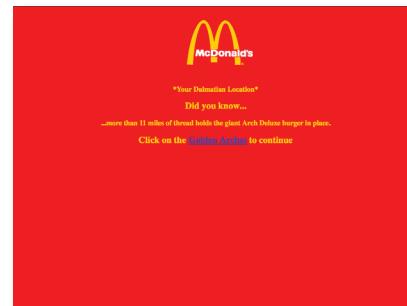 McDonald's
*Your Dalmatian Location*
Did you know...
...more than 11 miles of thread holds the giant Arch Deluxe burger in place.
Click on the Golden Arches to continue